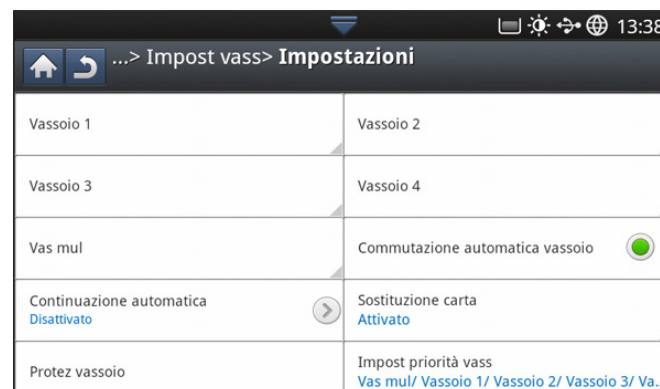 13:38
...> Impost vass> Impostazioni
Vassoio 1
Vassoio 2
Vassoio 3
Vassoio 4
Vas mul
Commutazione automatica vassoio
Continuazione automatica
Disattivato
Sostituzione carta
Attivato
Protez vassoio
Impost priorità vass
Vas mul/ Vassoio 1/ Vassoio 2/ Vassoio 3/ Va...